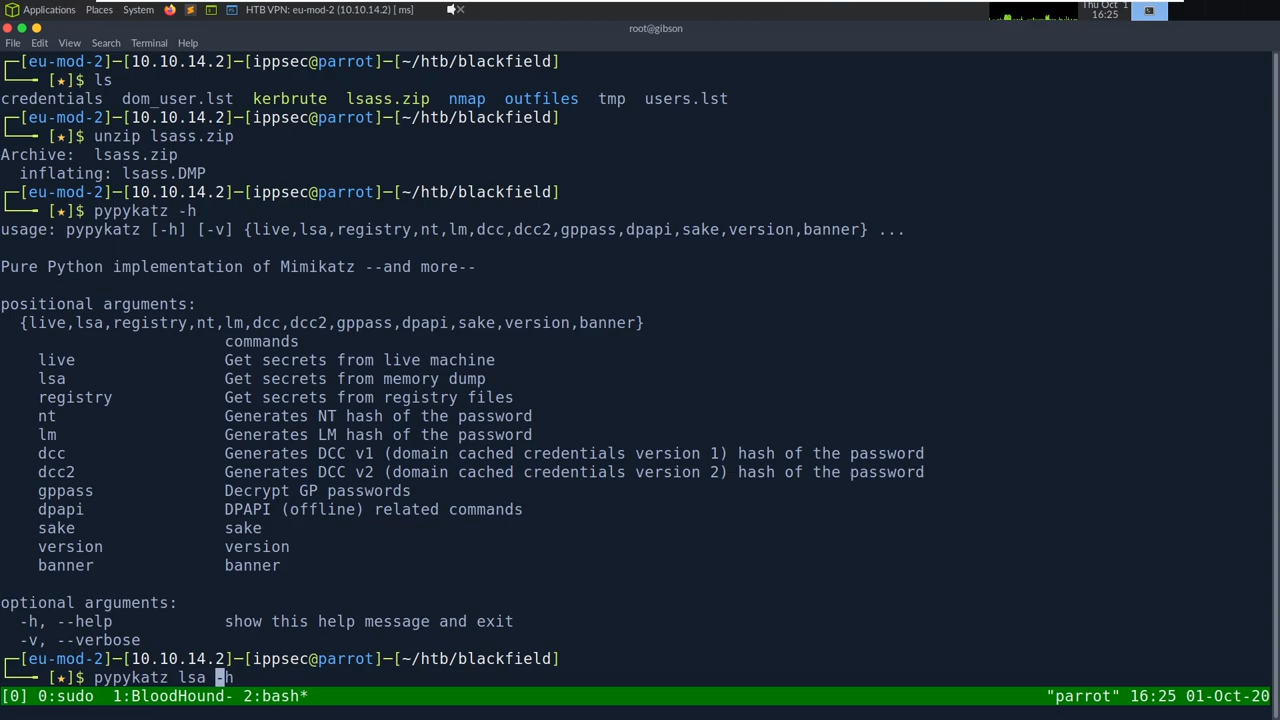 Applications Places System HTB VPN: eu-mod-2 (10.10.14.2) [ ms] Thu Oct 1
16:25
root@gibson
File Edit View Search Terminal Help
┌─[eu-mod-2]─[10.10.14.2]─[ippsec@parrot]─[~/htb/blackfield]
└──╼ [★]$ ls
credentials dom_user.lst kerbrute lsass.zip nmap outfiles tmp users.lst
┌─[eu-mod-2]─[10.10.14.2]─[ippsec@parrot]─[~/htb/blackfield]
└──╼ [★]$ unzip lsass.zip
Archive:  lsass.zip
  inflating: lsass.DMP
┌─[eu-mod-2]─[10.10.14.2]─[ippsec@parrot]─[~/htb/blackfield]
└──╼ [★]$ pypykatz -h
usage: pypykatz [-h] [-v] {live,lsa,registry,nt,lm,dcc,dcc2,gppass,dpapi,sake,version,banner} ...
Pure Python implementation of Mimikatz --and more--
positional arguments:
  {live,lsa,registry,nt,lm,dcc,dcc2,gppass,dpapi,sake,version,banner}
                        commands
    live                Get secrets from live machine
    lsa                 Get secrets from memory dump
    registry            Get secrets from registry files
    nt                  Generates NT hash of the password
    lm                  Generates LM hash of the password
    dcc                 Generates DCC v1 (domain cached credentials version 1) hash of the password
    dcc2                Generates DCC v2 (domain cached credentials version 2) hash of the password
    gppass              Decrypt GP passwords
    dpapi               DPAPI (offline) related commands
    sake                sake
    version             version
    banner              banner
optional arguments:
  -h, --help            show this help message and exit
  -v, --verbose
┌─[eu-mod-2]─[10.10.14.2]─[ippsec@parrot]─[~/htb/blackfield]
└──╼ [★]$ pypykatz lsa -h
[0] 0:sudo  1:BloodHound- 2:bash* "parrot" 16:25 01-Oct-20